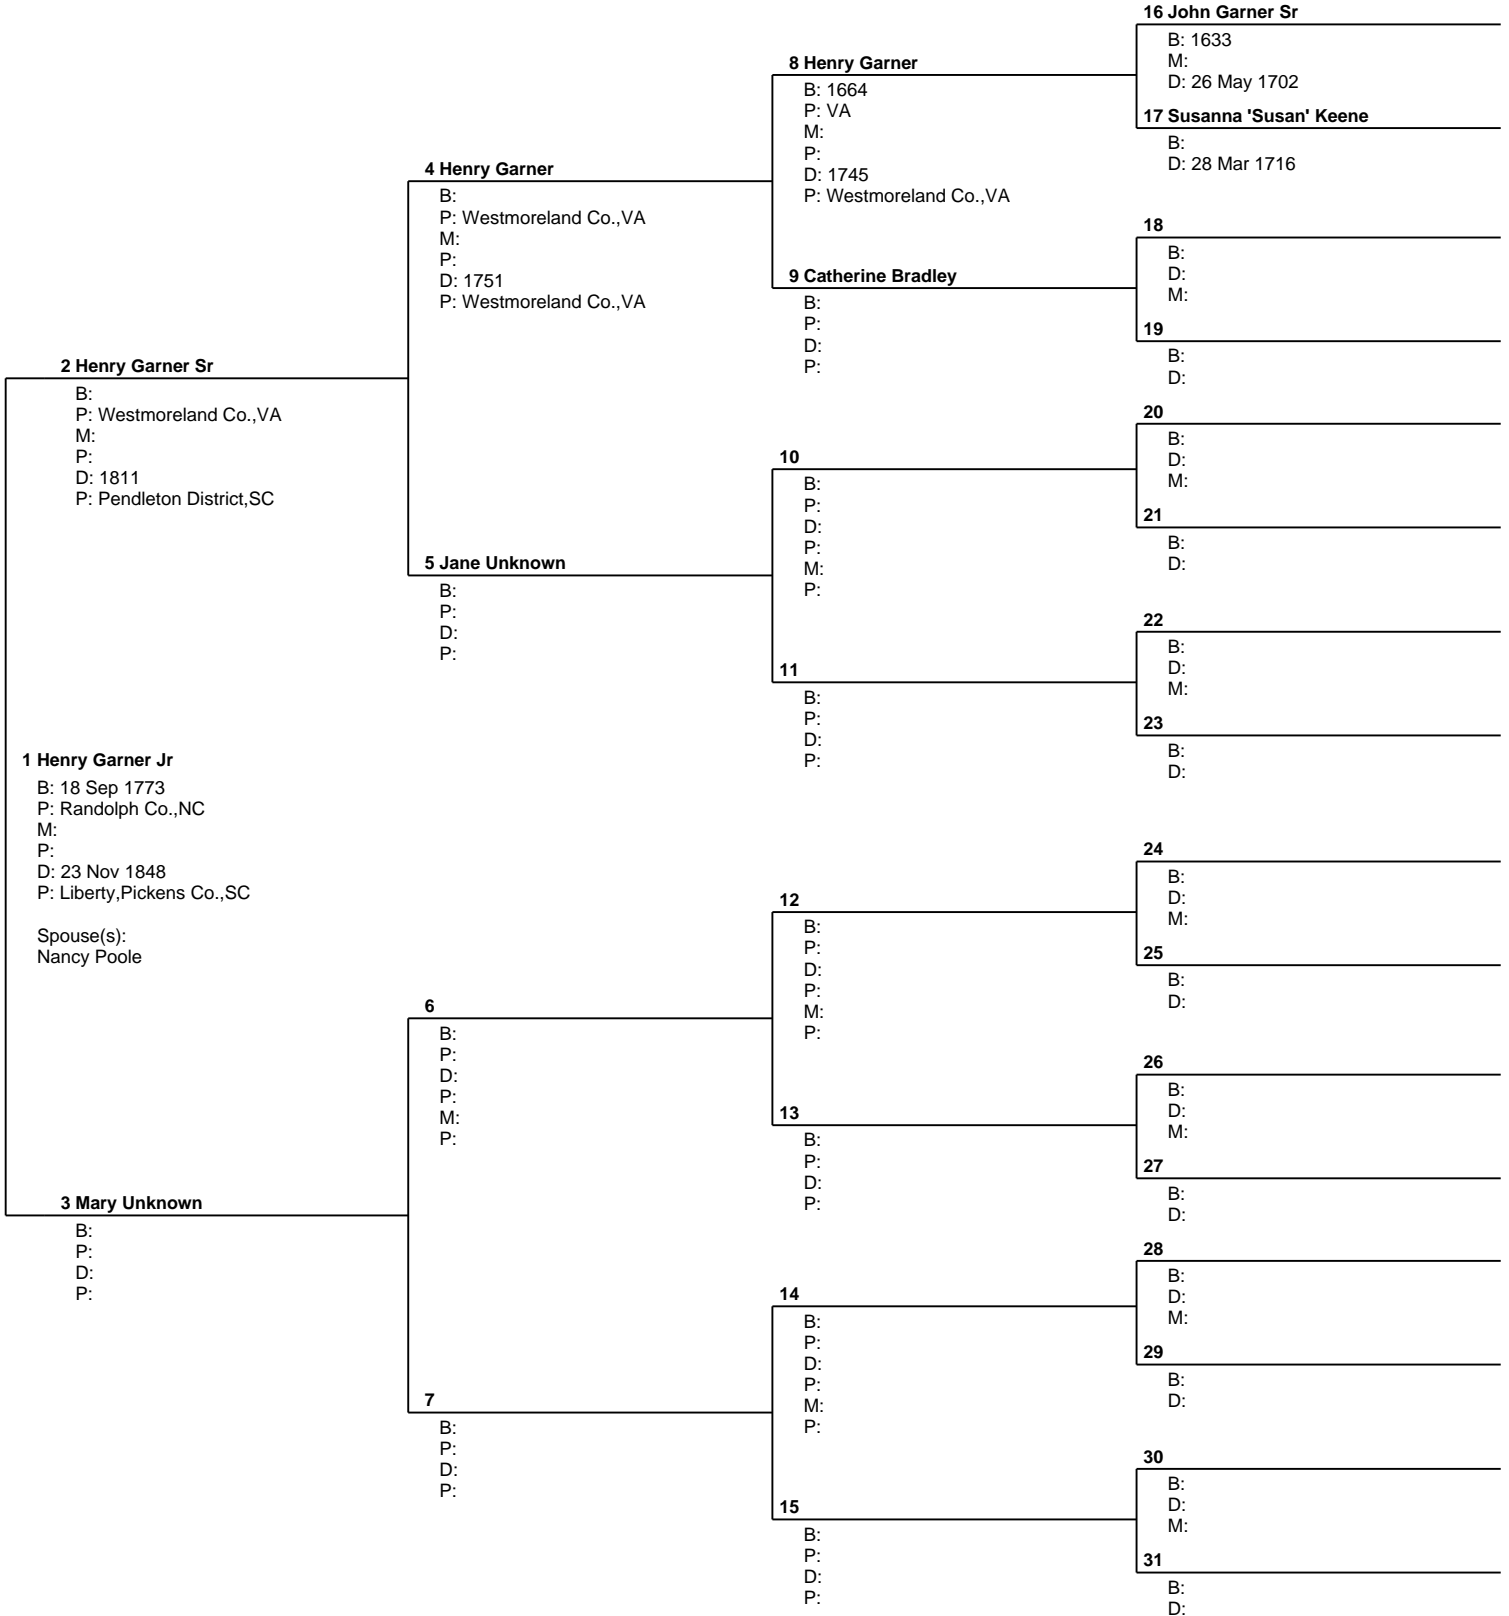 16 John Garner Sr
B: 1633
M:
D: 26 May 1702
8 Henry Garner
B: 1664
P: VA
M:
P:
D: 1745
P: Westmoreland Co.,VA
17 Susanna 'Susan' Keene
B:
D: 28 Mar 1716
4 Henry Garner
B:
P: Westmoreland Co.,VA
M:
P:
D: 1751
P: Westmoreland Co.,VA
18
B:
D:
M:
9 Catherine Bradley
B:
P:
D:
P:
19
B:
D:
2 Henry Garner Sr
B:
P: Westmoreland Co.,VA
M:
P:
D: 1811
P: Pendleton District,SC
20
B:
D:
M:
10
B:
P:
D:
P:
M:
P:
21
B:
D:
5 Jane Unknown
B:
P:
D:
P:
22
B:
D:
M:
11
B:
P:
D:
P:
23
B:
D:
1 Henry Garner Jr
B: 18 Sep 1773
P: Randolph Co.,NC
M:
P:
D: 23 Nov 1848
P: Liberty,Pickens Co.,SC
Spouse(s):
Nancy Poole
24
B:
D:
M:
12
B:
P:
D:
P:
M:
P:
25
B:
D:
6
B:
P:
D:
P:
M:
P:
26
B:
D:
M:
13
B:
P:
D:
P:
27
B:
D:
3 Mary Unknown
B:
P:
D:
P:
28
B:
D:
M:
14
B:
P:
D:
P:
M:
P:
29
B:
D:
7
B:
P:
D:
P:
30
B:
D:
M:
15
B:
P:
D:
P:
31
B:
D: